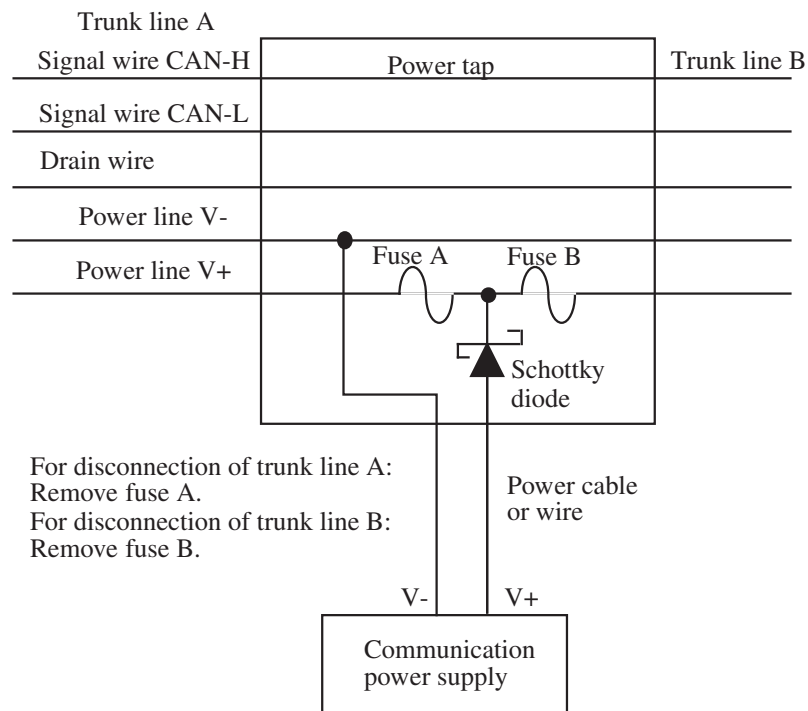 Trunk line A
Signal wire CAN-H
Power tap
Trunk line B
Signal wire CAN-L
Drain wire
Power line V-
Fuse A
Fuse B
Power line V+
Schottky
diode
For disconnection of trunk line A:
Remove fuse A.
For disconnection of trunk line B:
Remove fuse B.
Power cable
or wire
V-
V+
Communication
power supply